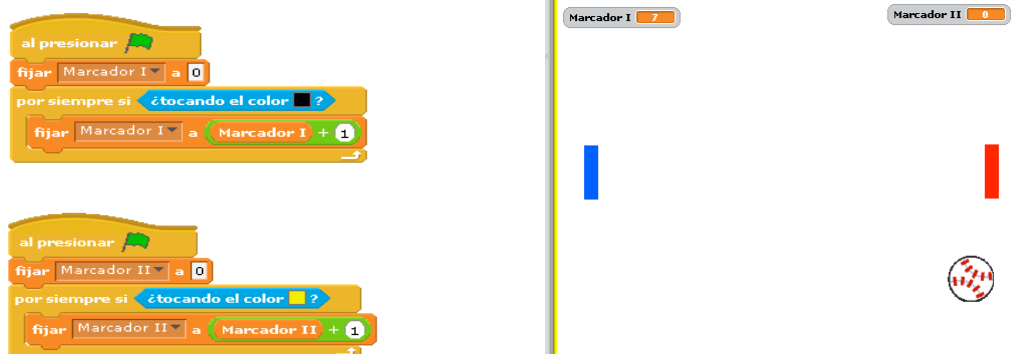 al presionar
fijar Marcador I a 0
por siempre si ¿tocando el color ?
fijar Marcador I a Marcador I + 1
al presionar
fijar Marcador II a 0
por siempre si ¿tocando el color ?
fijar Marcador II a Marcador II + 1
Marcador I 7
Marcador II 0